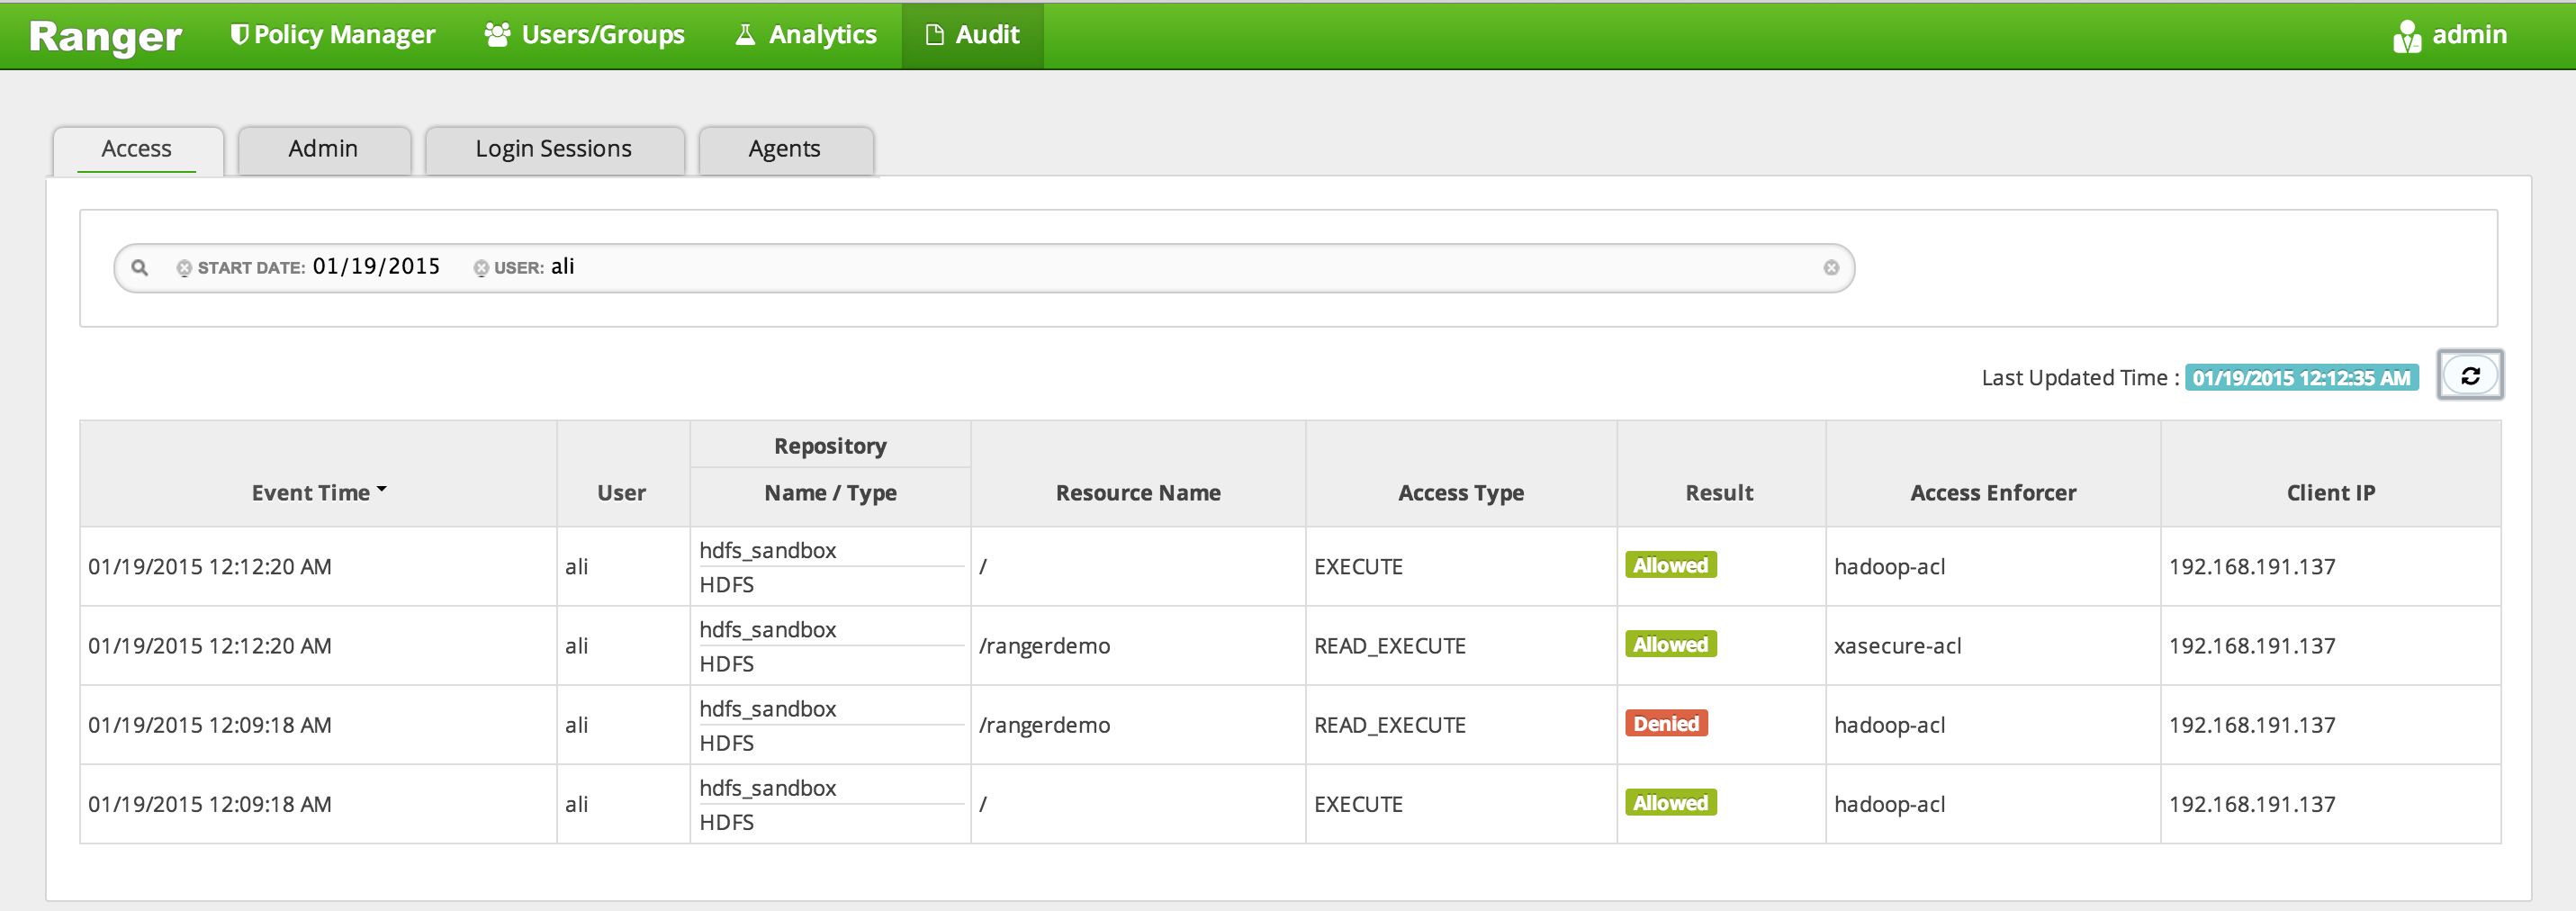 Ranger Policy Manager Users/Groups Analytics Audit admin
Access Admin Login Sessions Agents
START DATE: 01/19/2015 USER: ali
Last Updated Time : 01/19/2015 12:12:35 AM
Repository
Event Time User Name / Type Resource Name Access Type Result Access Enforcer Client IP
01/19/2015 12:12:20 AM ali hdfs_sandbox HDFS / EXECUTE Allowed hadoop-acl 192.168.191.137
01/19/2015 12:12:20 AM ali hdfs_sandbox HDFS /rangerdemo READ_EXECUTE Allowed xasecure-acl 192.168.191.137
01/19/2015 12:09:18 AM ali hdfs_sandbox HDFS /rangerdemo READ_EXECUTE Denied hadoop-acl 192.168.191.137
01/19/2015 12:09:18 AM ali hdfs_sandbox HDFS / EXECUTE Allowed hadoop-acl 192.168.191.137